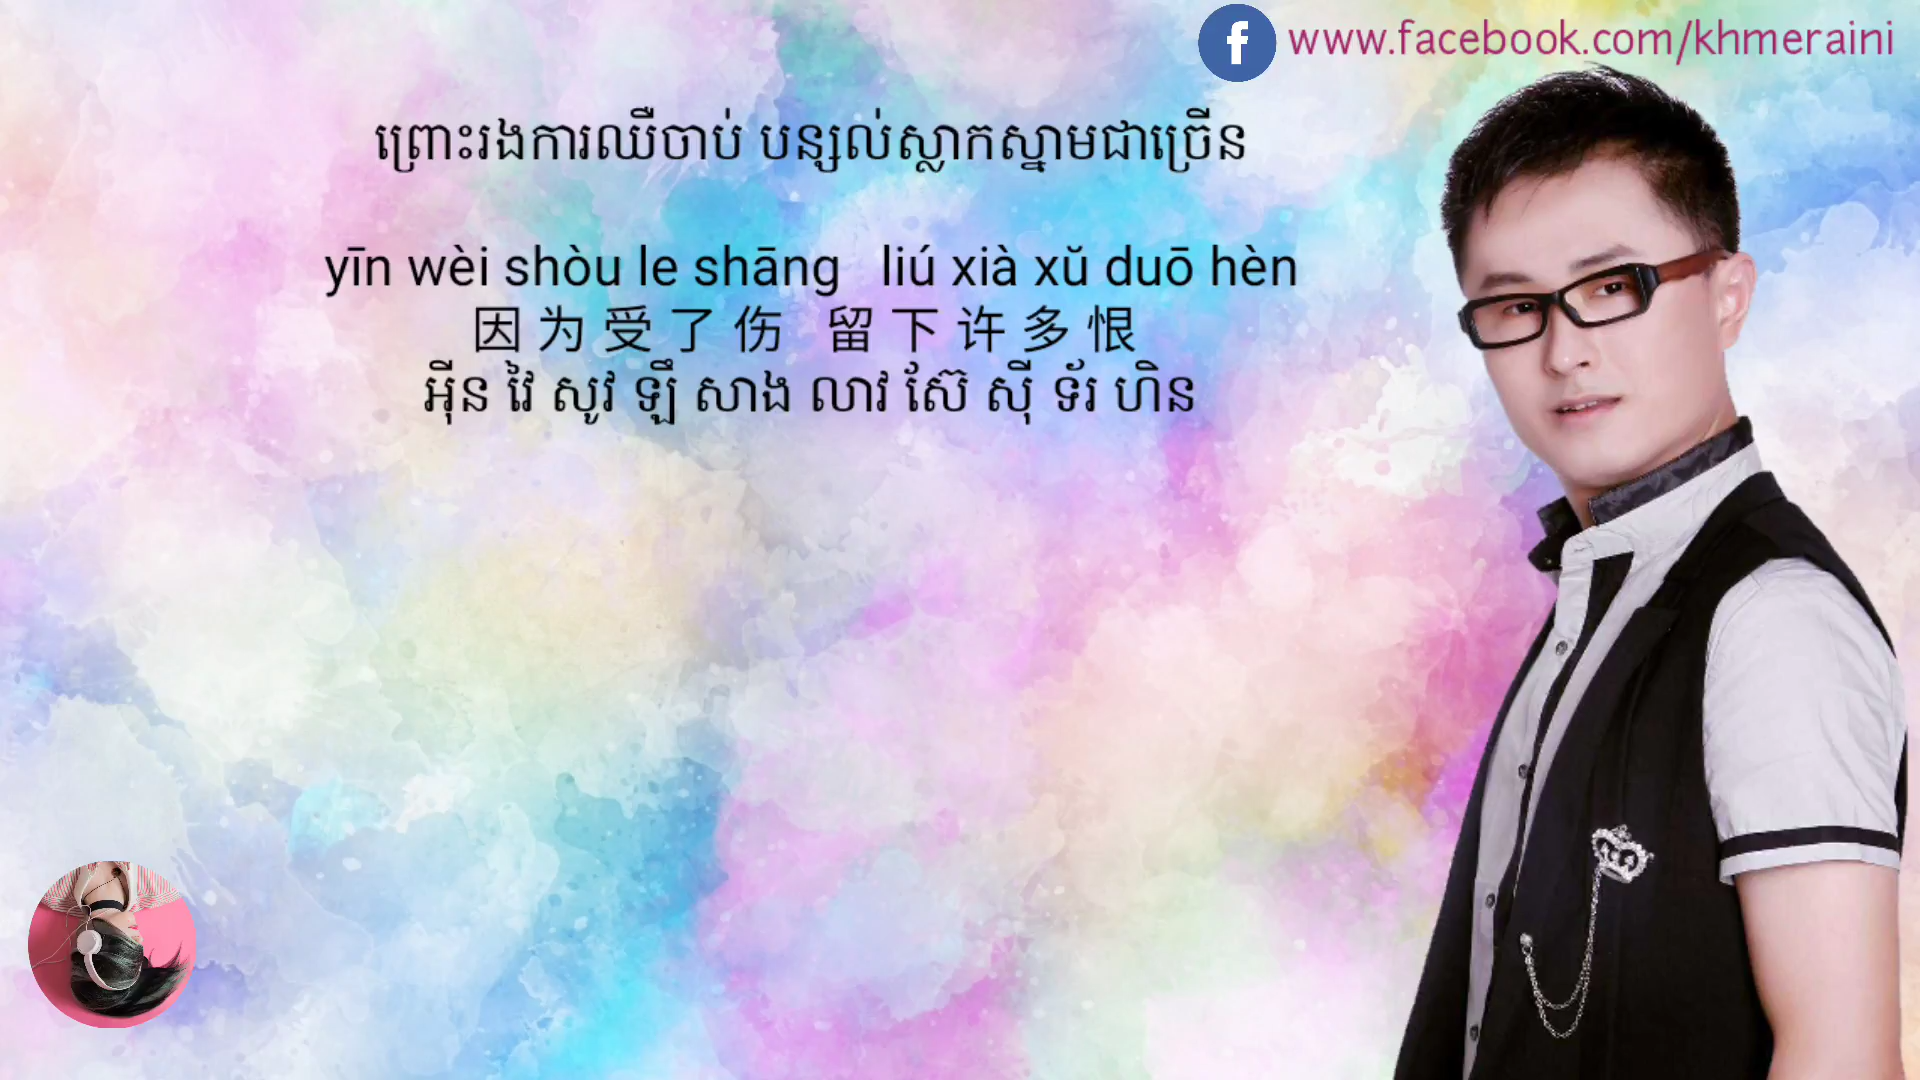 www.facebook.com/khmeraini
ព្រោះរងការឈឺចាប់ បន្សល់ស្លាកស្នាមជាច្រើន
yīn wèi shòu le shāng liú xià xŭ duō hèn
因 为 受 了 伤 留 下 许 多 恨
អ៊ីន វៃ សូវ ឡឹ សាង លាវ ស៊ែ ស៊ី ទ័រ ហិន